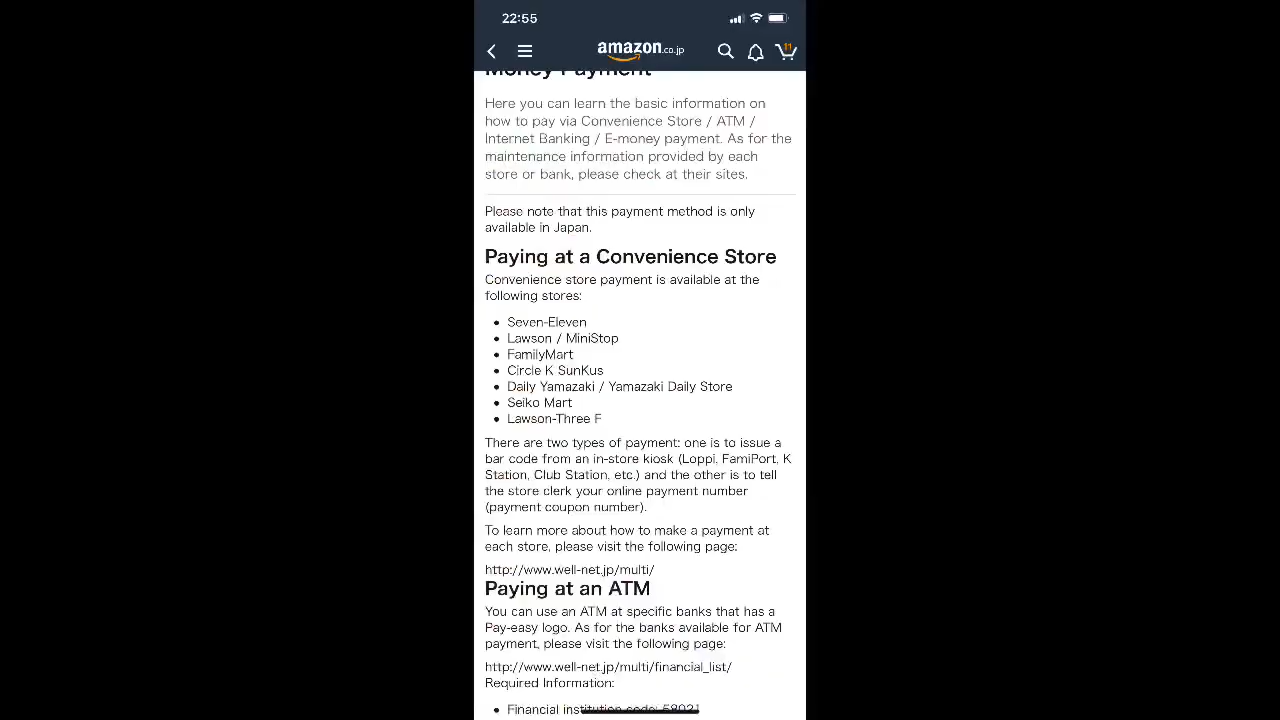 22:55
amazon.co.jp
11
Money Payment
Here you can learn the basic information on
how to pay via Convenience Store / ATM /
Internet Banking / E-money payment. As for the
maintenance information provided by each
store or bank, please check at their sites.
Please note that this payment method is only
available in Japan.
Paying at a Convenience Store
Convenience store payment is available at the
following stores:
• Seven-Eleven
• Lawson / MiniStop
• FamilyMart
• Circle K SunKus
• Daily Yamazaki / Yamazaki Daily Store
• Seiko Mart
• Lawson-Three F
There are two types of payment: one is to issue a
bar code from an in-store kiosk (Loppi, FamiPort, K
Station, Club Station, etc.) and the other is to tell
the store clerk your online payment number
(payment coupon number).
To learn more about how to make a payment at
each store, please visit the following page:
http://www.well-net.jp/multi/
Paying at an ATM
You can use an ATM at specific banks that has a
Pay-easy logo. As for the banks available for ATM
payment, please visit the following page:
http://www.well-net.jp/multi/financial_list/
Required Information:
• Financial institution code: 58021